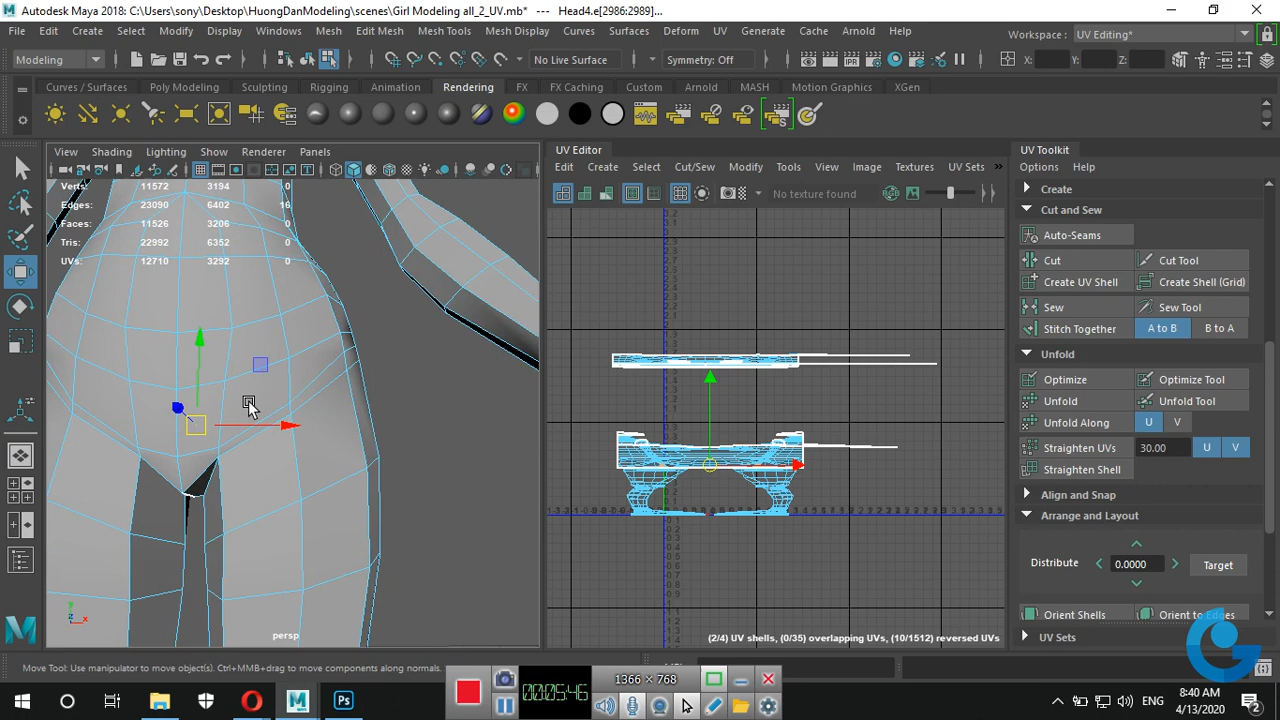 Autodesk Maya 2018: C:\Users\sony\Desktop\HuongDanModeling\scenes\Girl Modeling all_2_UV.mb* --- Head4.e[2986:2989]...
File Edit Create Select Modify Display Windows Mesh Edit Mesh Mesh Tools Mesh Display Curves Surfaces Deform UV Generate Cache Arnold Help
Workspace : UV Editing*
Modeling No Live Surface Symmetry: Off X: Y: Z:
Curves / Surfaces Poly Modeling Sculpting Rigging Animation Rendering FX FX Caching Custom Arnold MASH Motion Graphics XGen
View Shading Lighting Show Renderer Panels
Verts: 11572 3194 0
Edges: 23090 6402 16
Faces: 11526 3206 0
Tris: 22992 6352 0
UVs: 12710 3292 0
persp
UV Editor
Edit Create Select Cut/Sew Modify Tools View Image Textures UV Sets
No texture found
(2/4) UV shells, (0/35) overlapping UVs, (10/1512) reversed UVs
UV Toolkit
Options Help
Create
Cut and Sew
Auto-Seams
Cut Cut Tool
Create UV Shell Create Shell (Grid)
Sew Sew Tool
Stitch Together A to B B to A
Unfold
Optimize Optimize Tool
Unfold Unfold Tool
Unfold Along U V
Straighten UVs 30.00 U V
Straighten Shell
Align and Snap
Arrange and Layout
Distribute 0.0000 Target
Orient Shells Orient to Edges
UV Sets
Move Tool: Use manipulator to move object(s). Ctrl+MMB+drag to move components along normals.
00:05:46
1366 × 768
ENG
8:40 AM
4/13/2020
2